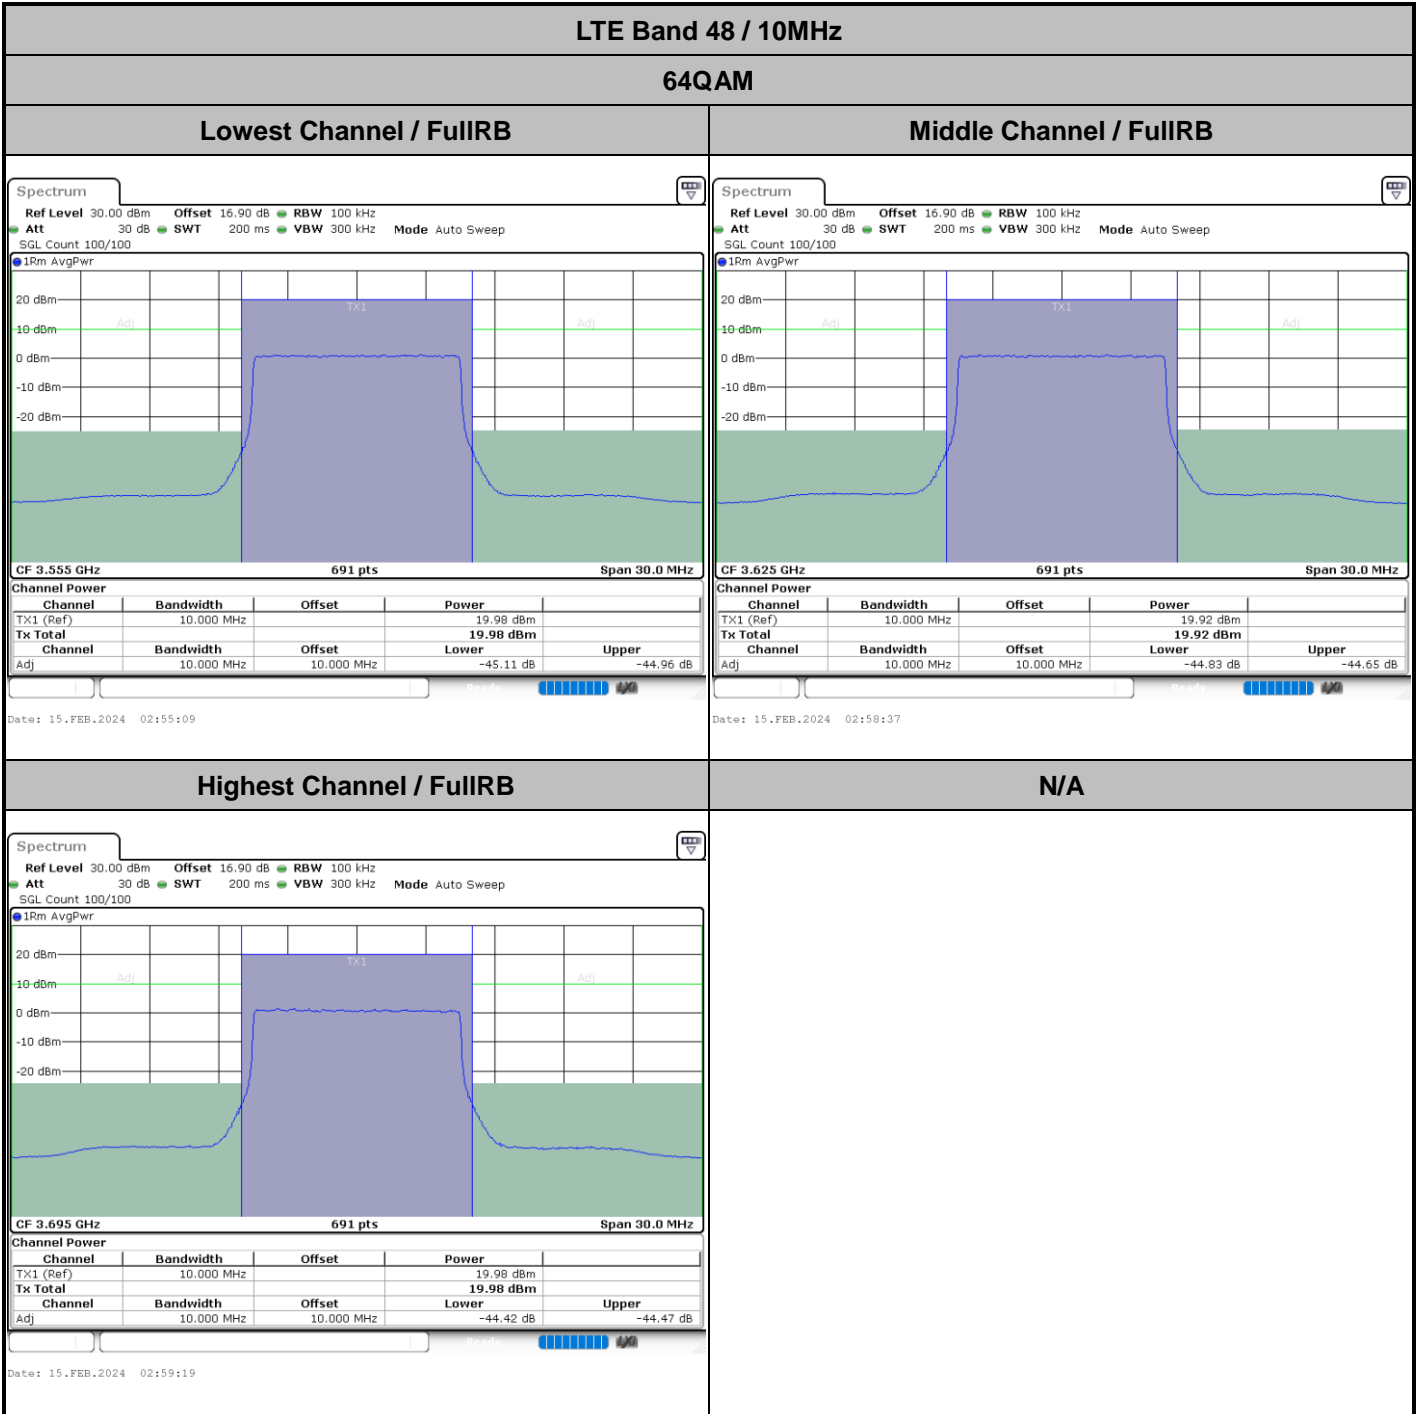 LTE Band 48 / 10MHz
64QAM
Lowest Channel / FullRB
Middle Channel / FullRB
Spectrum
Ref Level 30.00 dBm Offset 16.90 dB RBW 100 kHz
Att 30 dB SWT 200 ms VBW 300 kHz Mode Auto Sweep
SGL Count 100/100
1Rm AvgPwr
20 dBm
TX1
Adj
Adj
10 dBm
0 dBm
-10 dBm
-20 dBm
CF 3.555 GHz 691 pts Span 30.0 MHz
Channel Power
Channel Bandwidth Offset Power
TX1 (Ref) 10.000 MHz 19.98 dBm
Tx Total 19.98 dBm
Channel Bandwidth Offset Lower Upper
Adj 10.000 MHz 10.000 MHz -45.11 dB -44.96 dB
Ready
Date: 15.FEB.2024 02:55:09
Spectrum
Ref Level 30.00 dBm Offset 16.90 dB RBW 100 kHz
Att 30 dB SWT 200 ms VBW 300 kHz Mode Auto Sweep
SGL Count 100/100
1Rm AvgPwr
20 dBm
TX1
Adj
Adj
10 dBm
0 dBm
-10 dBm
-20 dBm
CF 3.625 GHz 691 pts Span 30.0 MHz
Channel Power
Channel Bandwidth Offset Power
TX1 (Ref) 10.000 MHz 19.92 dBm
Tx Total 19.92 dBm
Channel Bandwidth Offset Lower Upper
Adj 10.000 MHz 10.000 MHz -44.83 dB -44.65 dB
Ready
Date: 15.FEB.2024 02:58:37
Highest Channel / FullRB
N/A
Spectrum
Ref Level 30.00 dBm Offset 16.90 dB RBW 100 kHz
Att 30 dB SWT 200 ms VBW 300 kHz Mode Auto Sweep
SGL Count 100/100
1Rm AvgPwr
20 dBm
TX1
Adj
Adj
10 dBm
0 dBm
-10 dBm
-20 dBm
CF 3.695 GHz 691 pts Span 30.0 MHz
Channel Power
Channel Bandwidth Offset Power
TX1 (Ref) 10.000 MHz 19.98 dBm
Tx Total 19.98 dBm
Channel Bandwidth Offset Lower Upper
Adj 10.000 MHz 10.000 MHz -44.42 dB -44.47 dB
Ready
Date: 15.FEB.2024 02:59:19